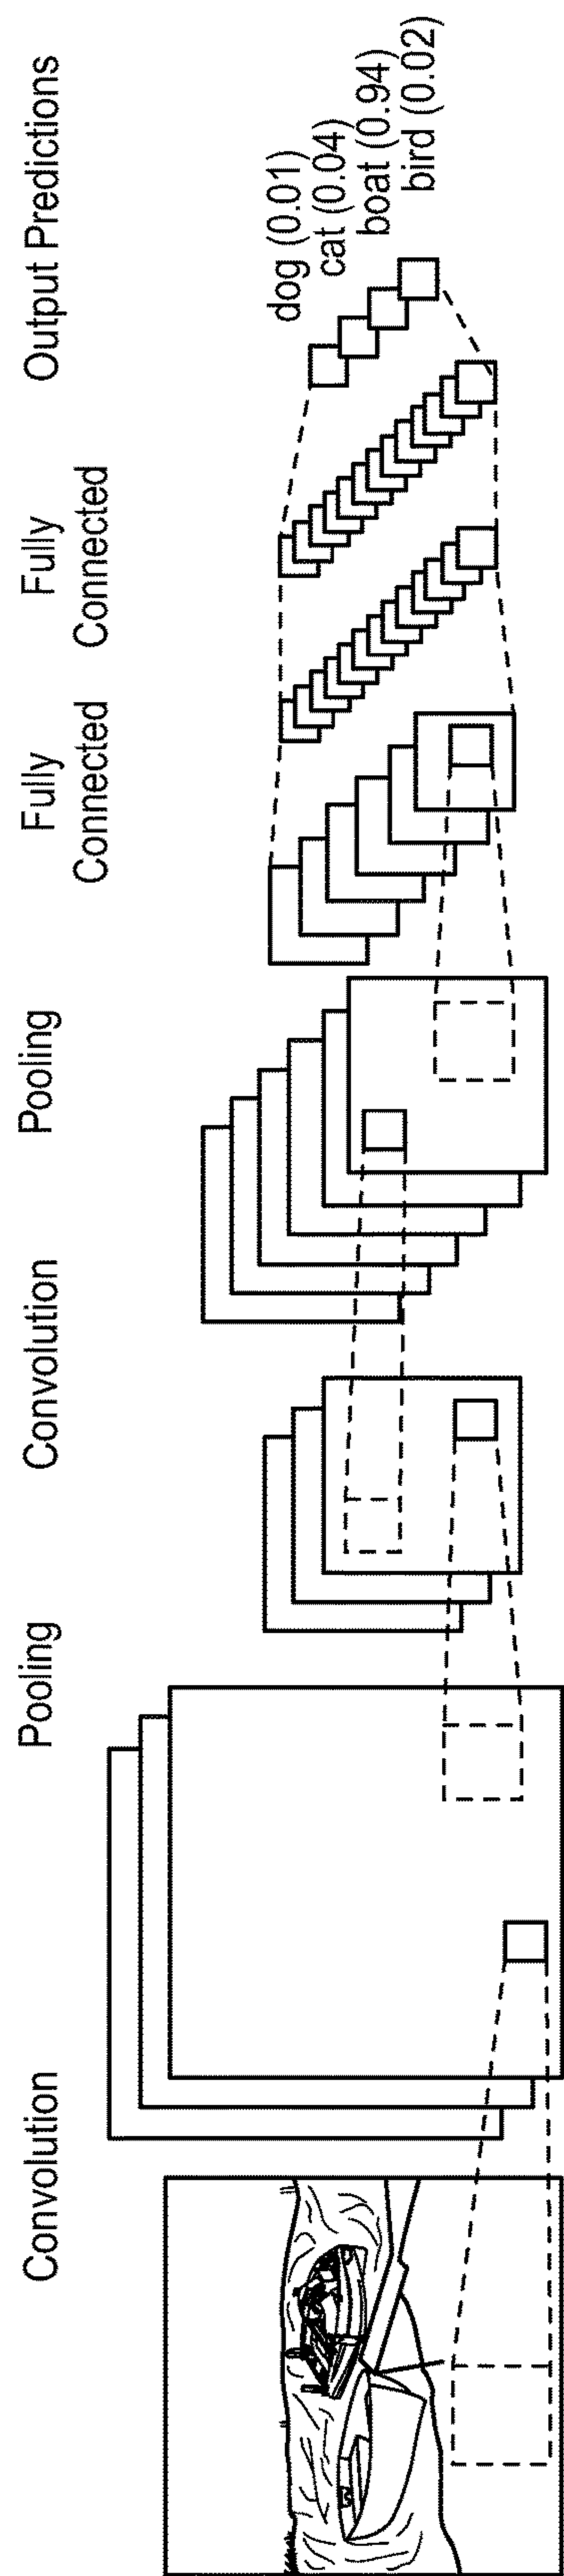 Convolution
Pooling
Convolution
Pooling
Fully
Connected
Fully
Connected
Output Predictions
dog (0.01)
cat (0.04)
boat (0.94)
bird (0.02)